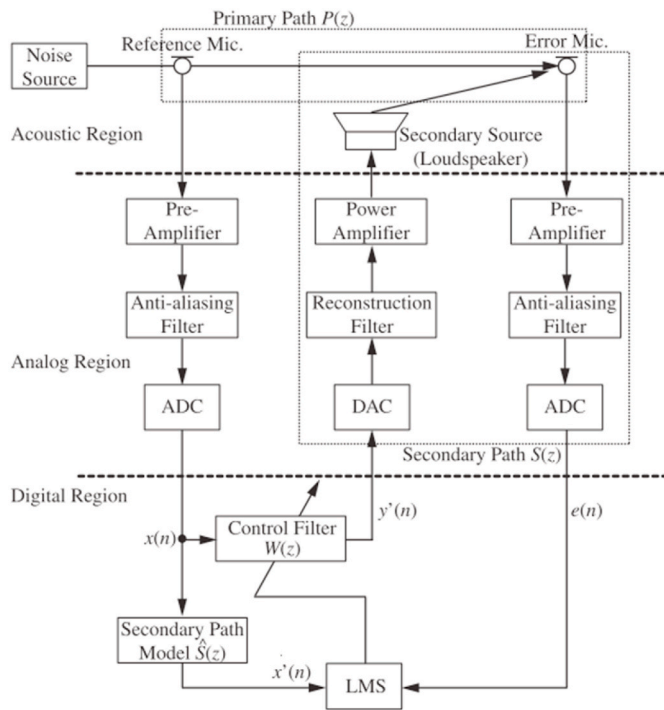 Primary Path P(z)
Noise
Source
Reference Mic.
Error Mic.
Acoustic Region
Secondary Source
(Loudspeaker)
Pre-
Amplifier
Power
Amplifier
Pre-
Amplifier
Anti-aliasing
Filter
Reconstruction
Filter
Anti-aliasing
Filter
Analog Region
ADC
DAC
ADC
Secondary Path S(z)
Digital Region
x(n)
Control Filter
W(z)
y'(n)
e(n)
Secondary Path
Model Ŝ(z)
x'(n)
LMS